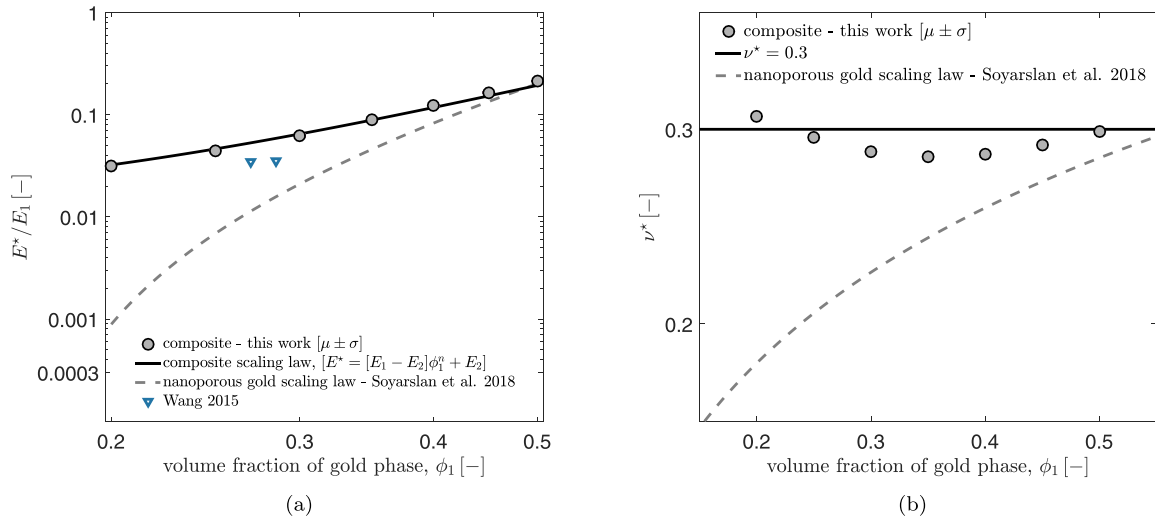 1
0.1
0.01
0.001
0.0003
E⋆/E₁ [−]
composite - this work [μ ± σ]
composite scaling law, [E⋆ = [E₁ − E₂]ϕ₁ⁿ + E₂]
nanoporous gold scaling law - Soyarslan et al. 2018
Wang 2015
0.2 0.3 0.4 0.5
volume fraction of gold phase, ϕ₁ [−]
(a)
composite - this work [μ ± σ]
ν⋆ = 0.3
nanoporous gold scaling law - Soyarslan et al. 2018
0.3
0.2
ν⋆ [−]
0.2 0.3 0.4 0.5
volume fraction of gold phase, ϕ₁ [−]
(b)